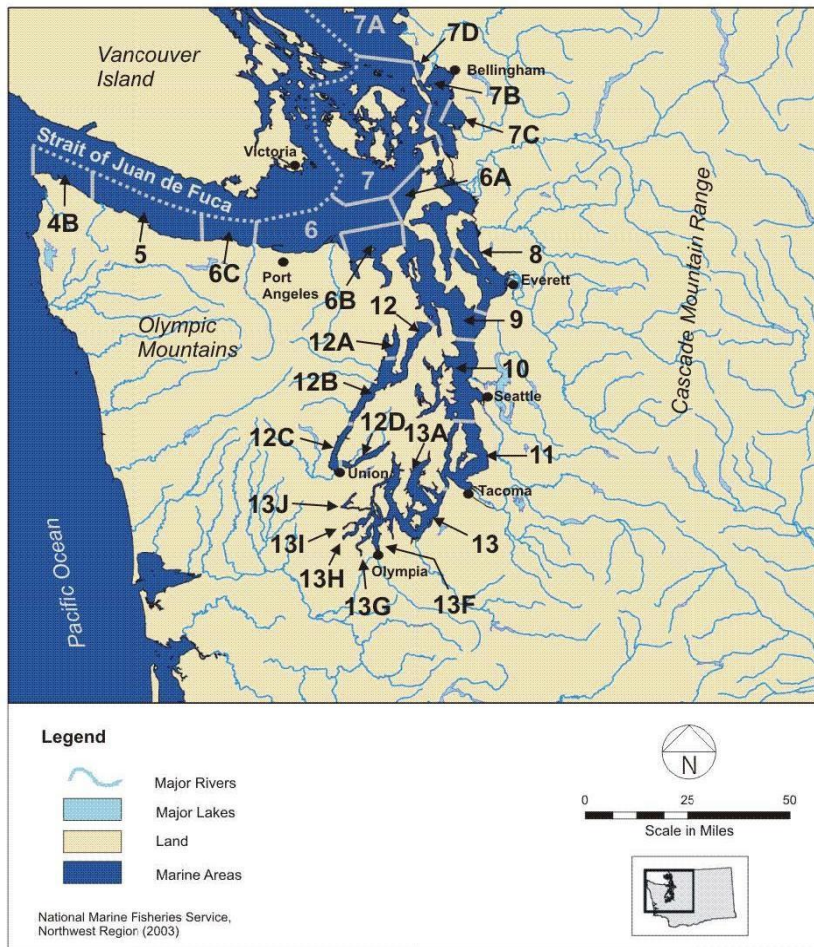 7A
7D
Vancouver
Island
Bellingham
7B
7C
Victoria
Strait of Juan de Fuca
7
6A
4B
5
6C
6
8
Port
Angeles
6B
Everett
12
9
Olympic
Mountains
12A
10
Cascade Mountain Range
12B
Seattle
12C
12D
13A
11
Union
Tacoma
13J
13I
13
13H
Olympia
13G
13F
Pacific Ocean
Legend
Major Rivers
Major Lakes
Land
Marine Areas
N
0
25
50
Scale in Miles
National Marine Fisheries Service,
Northwest Region (2003)